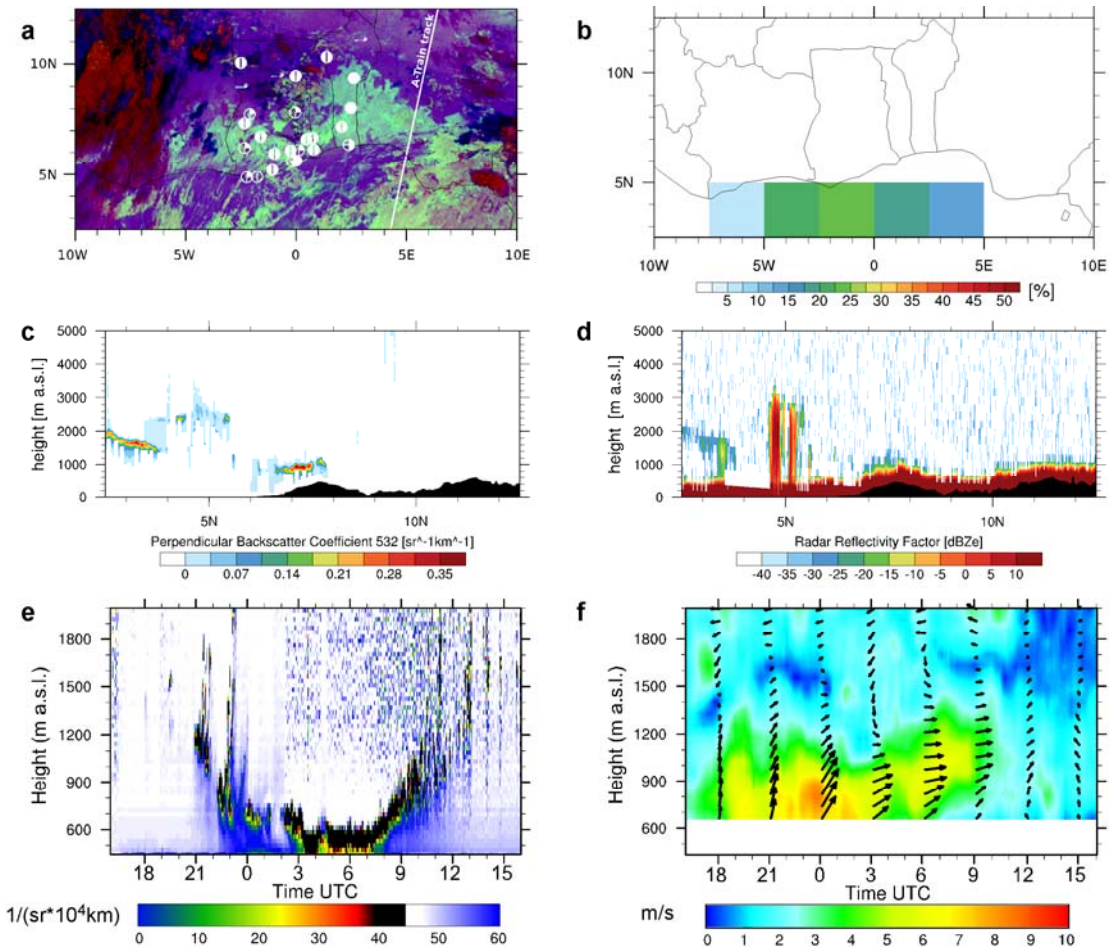 a
10N
5N
A-Train track
10W 5W 0 5E 10E
b
10N
5N
10W 5W 0 5E 10E
5 10 15 20 25 30 35 40 45 50 [%]
c
height [m a.s.l.]
5000
4000
3000
2000
1000
0
5N 10N
Perpendicular Backscatter Coefficient 532 [sr^-1km^-1]
0 0.07 0.14 0.21 0.28 0.35
d
height [m a.s.l.]
5000
4000
3000
2000
1000
0
5N 10N
Radar Reflectivity Factor [dBZe]
-40 -35 -30 -25 -20 -15 -10 -5 0 5 10
e
Height (m a.s.l.)
1800
1500
1200
900
600
18 21 0 3 6 9 12 15
Time UTC
1/(sr*10⁴km)
0 10 20 30 40 50 60
f
Height (m a.s.l.)
1800
1500
1200
900
600
18 21 0 3 6 9 12 15
Time UTC
m/s
0 1 2 3 4 5 6 7 8 9 10